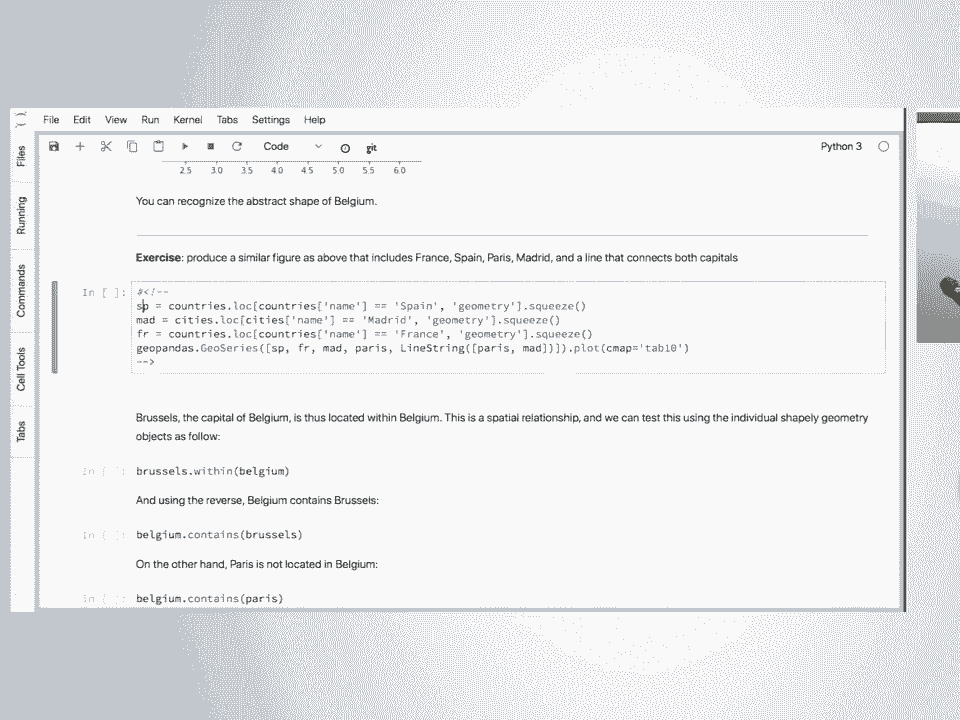 File Edit View Run Kernel Tabs Settings Help
Code git Python 3
Files
Running
Commands
Cell Tools
Tabs
2.5 3.0 3.5 4.0 4.5 5.0 5.5 6.0
You can recognize the abstract shape of Belgium.
Exercise: produce a similar figure as above that includes France, Spain, Paris, Madrid, and a line that connects both capitals
In [ ]: #<!--
sp = countries.loc[countries['name'] == 'Spain', 'geometry'].squeeze()
mad = cities.loc[cities['name'] == 'Madrid', 'geometry'].squeeze()
fr = countries.loc[countries['name'] == 'France', 'geometry'].squeeze()
geopandas.GeoSeries([sp, fr, mad, paris, LineString([paris, mad])]).plot(cmap='tab10')
-->
Brussels, the capital of Belgium, is thus located within Belgium. This is a spatial relationship, and we can test this using the individual shapely geometry
objects as follow:
In [ ]: brussels.within(belgium)
And using the reverse, Belgium contains Brussels:
In [ ]: belgium.contains(brussels)
On the other hand, Paris is not located in Belgium:
In [ ]: belgium.contains(paris)